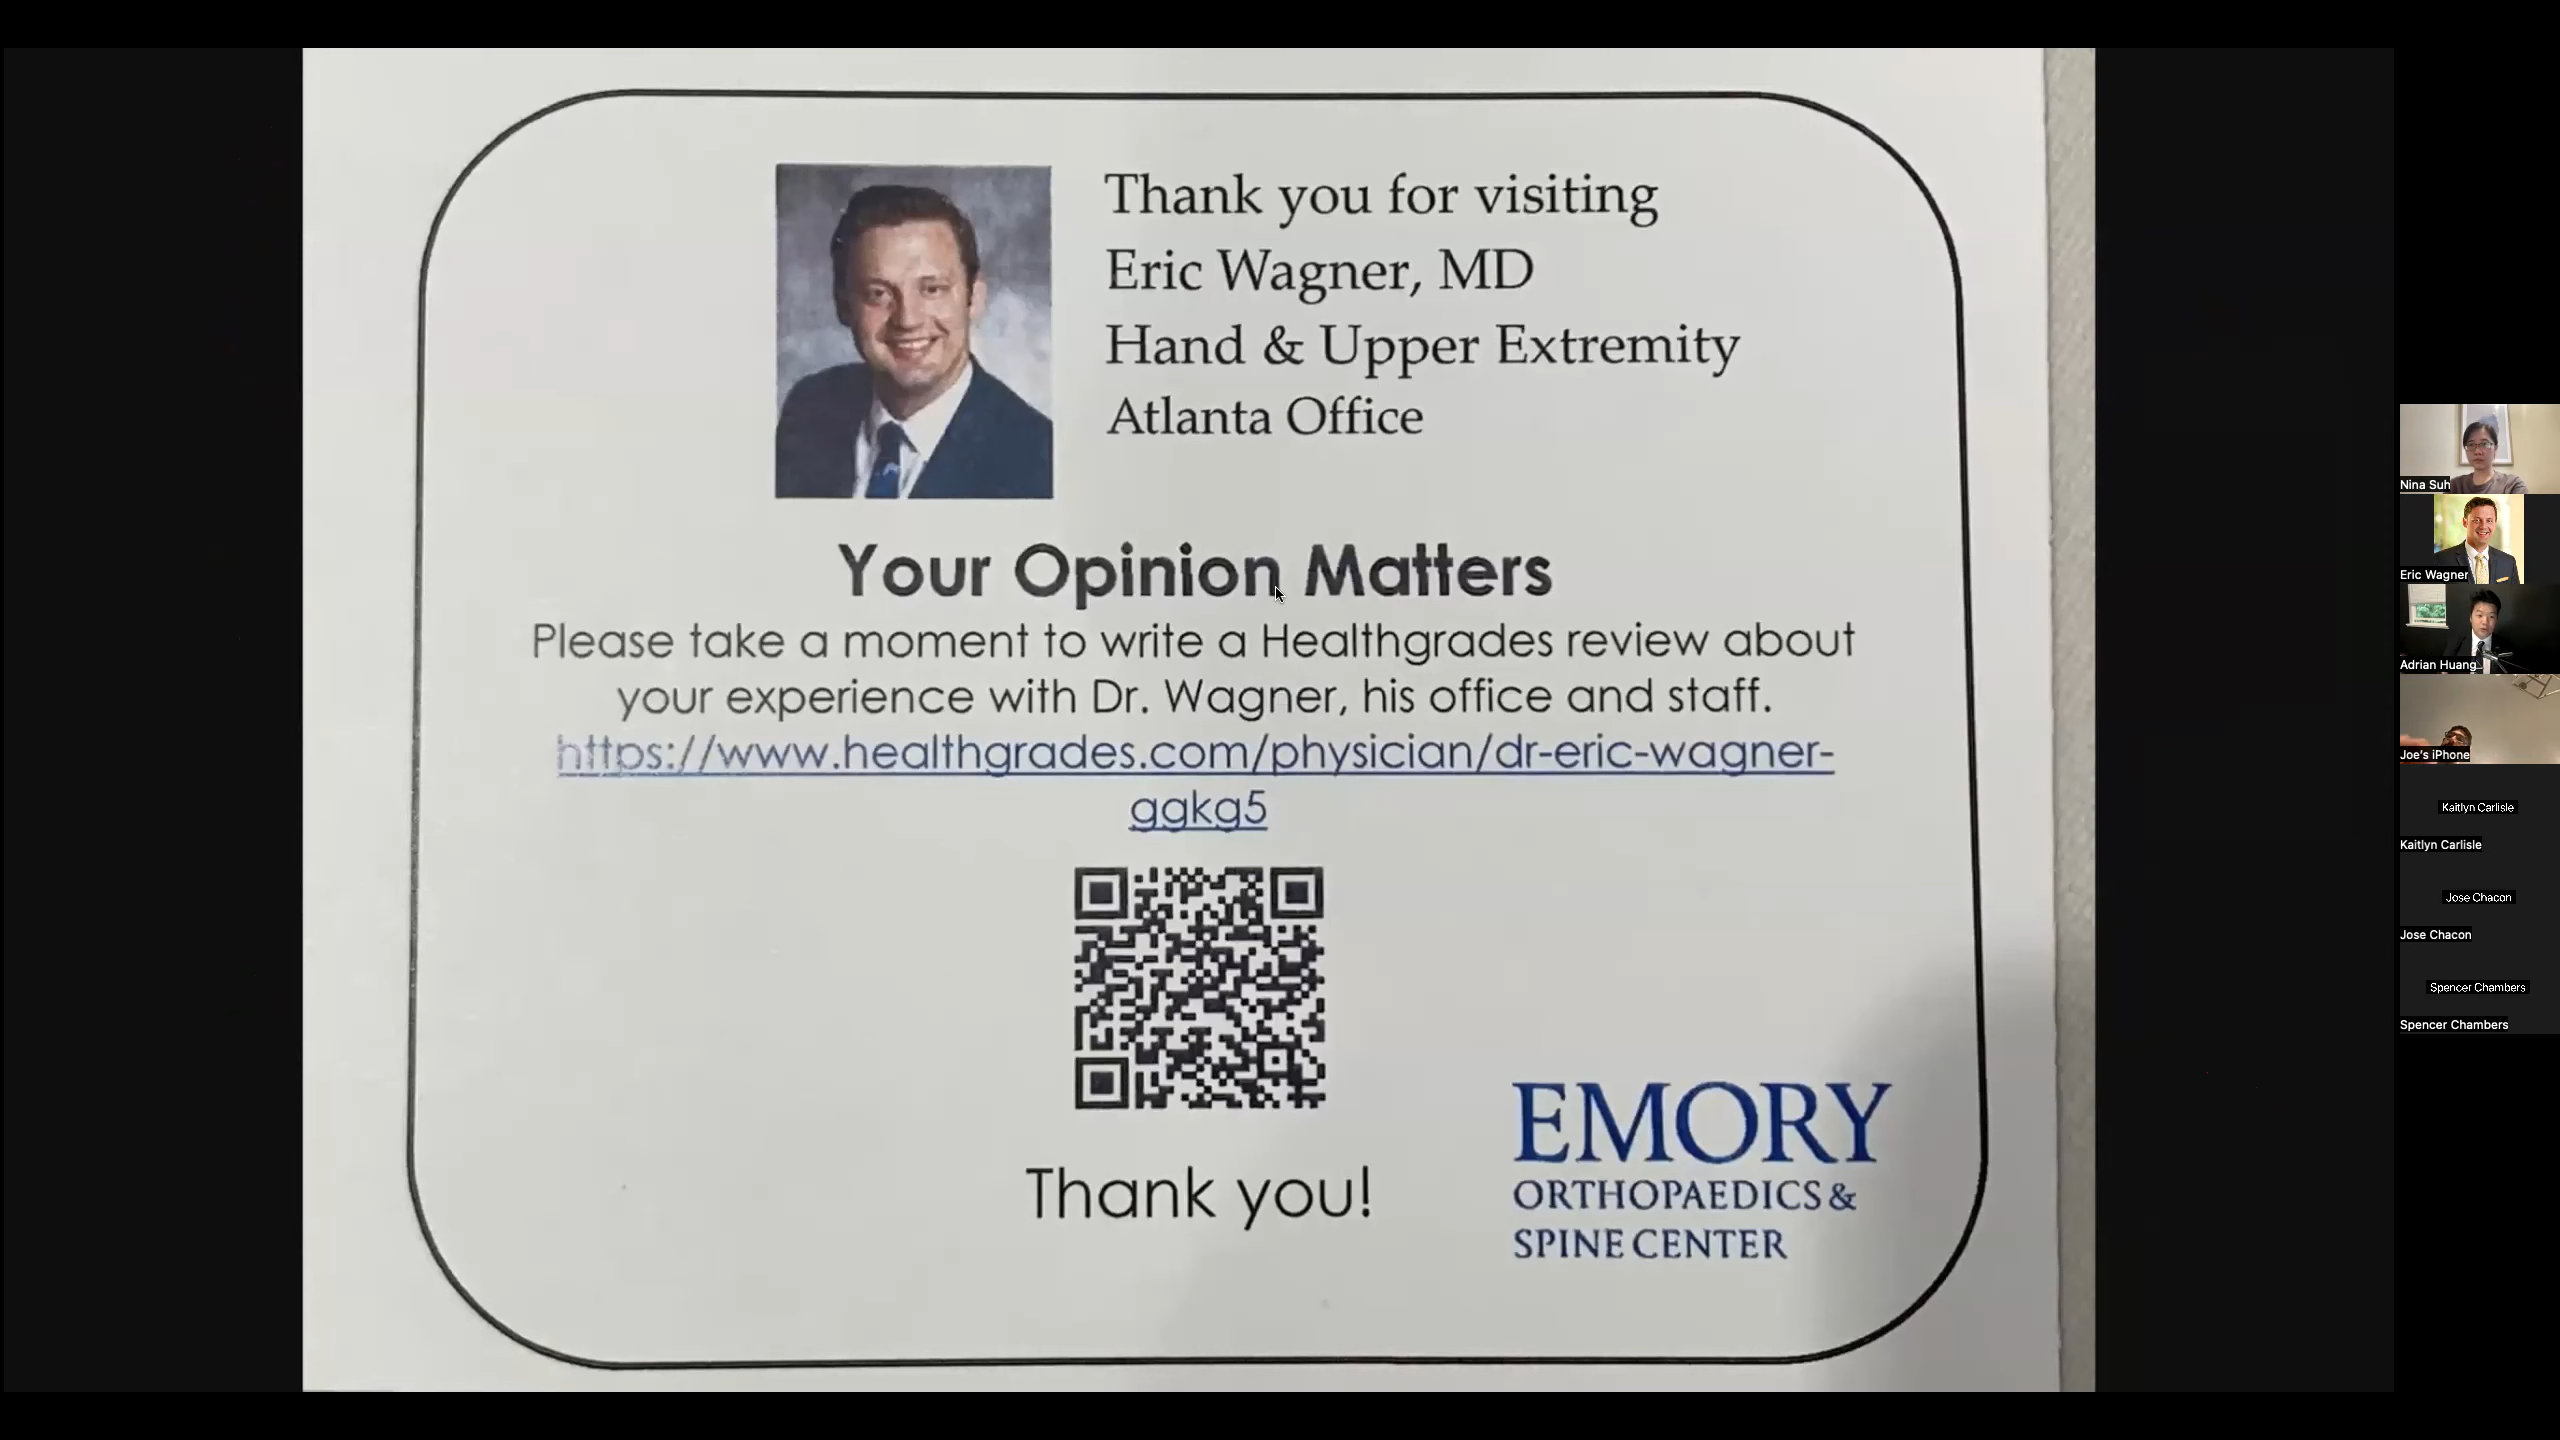 Thank you for visiting
Eric Wagner, MD
Hand & Upper Extremity
Atlanta Office
Your Opinion Matters
Please take a moment to write a Healthgrades review about
your experience with Dr. Wagner, his office and staff.
https://www.healthgrades.com/physician/dr-eric-wagner-
ggkg5
Thank you!
EMORY
ORTHOPAEDICS &
SPINE CENTER
Nina Suh
Eric Wagner
Adrian Huang
Joe's iPhone
Kaitlyn Carlisle
Kaitlyn Carlisle
Jose Chacon
Jose Chacon
Spencer Chambers
Spencer Chambers